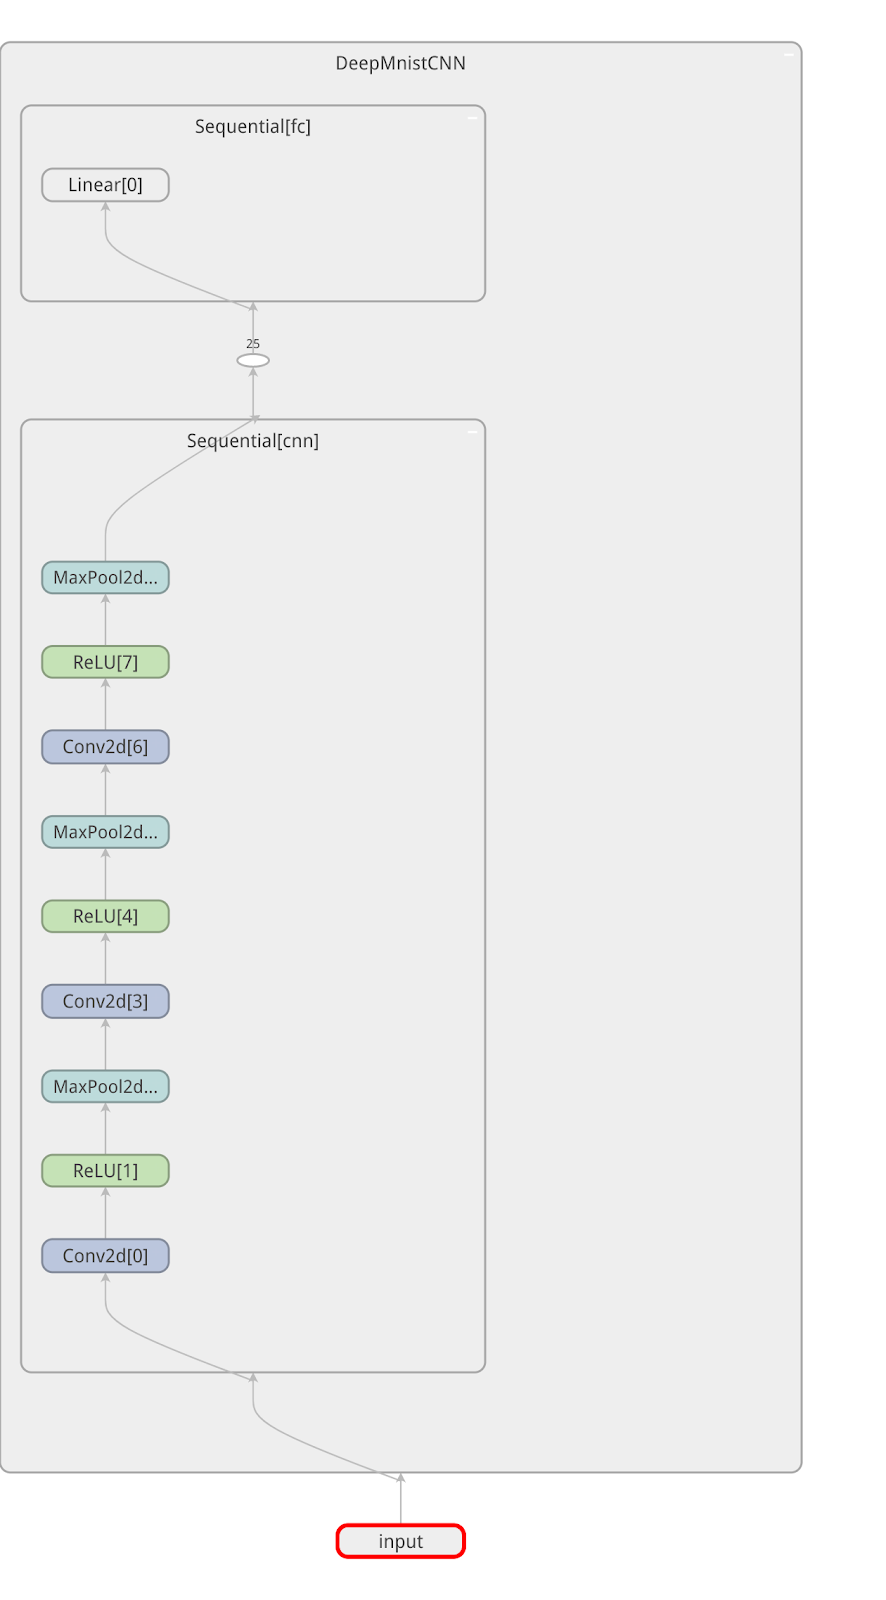 DeepMnistCNN
Sequential[fc]
Linear[0]
25
Sequential[cnn]
MaxPool2d...
ReLU[7]
Conv2d[6]
MaxPool2d...
ReLU[4]
Conv2d[3]
MaxPool2d...
ReLU[1]
Conv2d[0]
input